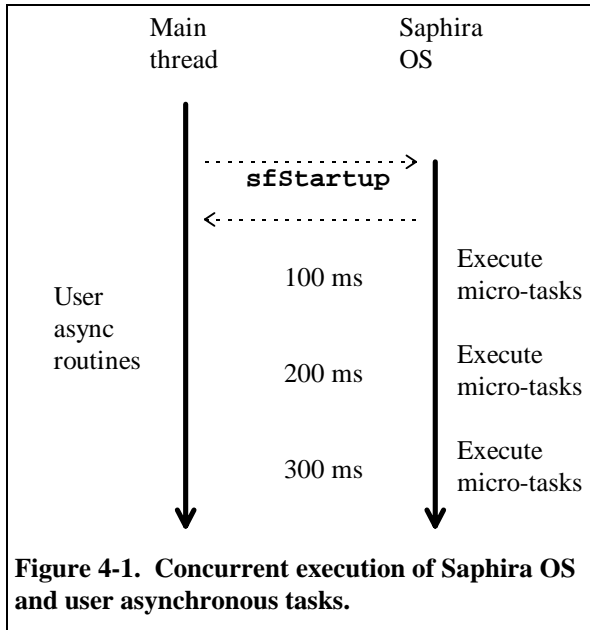 Main
thread
Saphira
OS
sfStartup
User
async
routines
100 ms
Execute
micro-tasks
200 ms
Execute
micro-tasks
300 ms
Execute
micro-tasks
Figure 4-1. Concurrent execution of Saphira OS
and user asynchronous tasks.